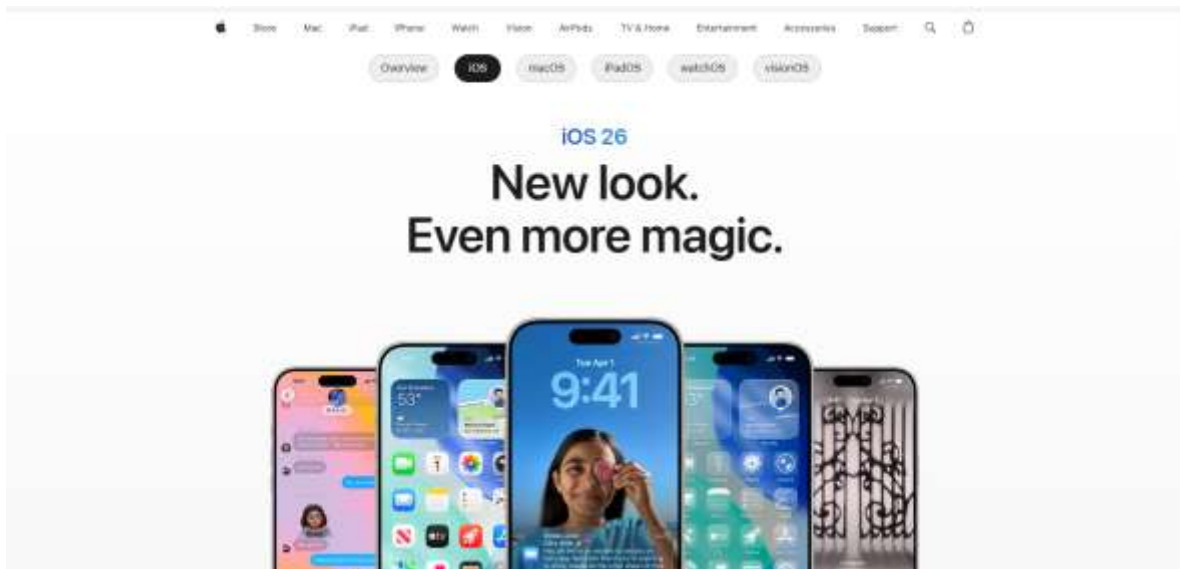 Store Mac iPad iPhone Watch Vision AirPods TV & Home Entertainment Accessories Support
Overview iOS macOS iPadOS watchOS visionOS
iOS 26
New look.
Even more magic.
Tue Apr 1
9:41
53°